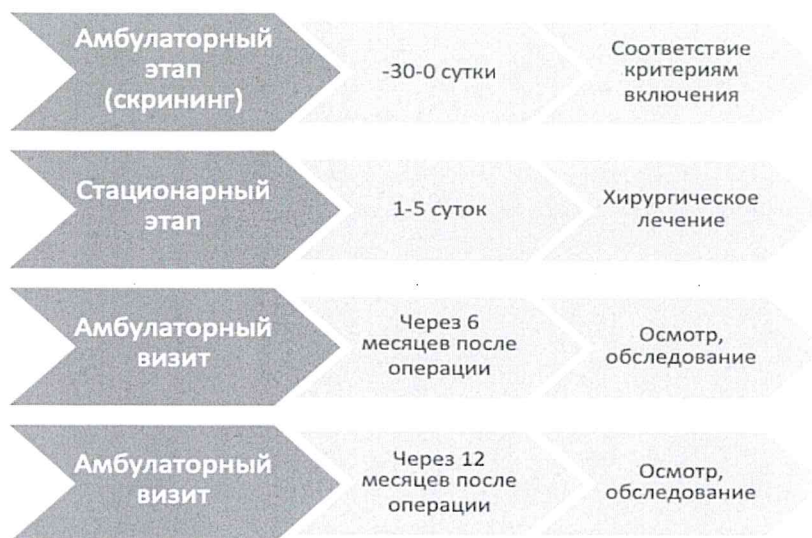 Амбулаторный
этап
(скрининг)
-30-0 сутки
Соответствие
критериям
включения
Стационарный
этап
1-5 суток
Хирургическое
лечение
Амбулаторный
визит
Через 6
месяцев после
операции
Осмотр,
обследование
Амбулаторный
визит
Через 12
месяцев после
операции
Осмотр,
обследование